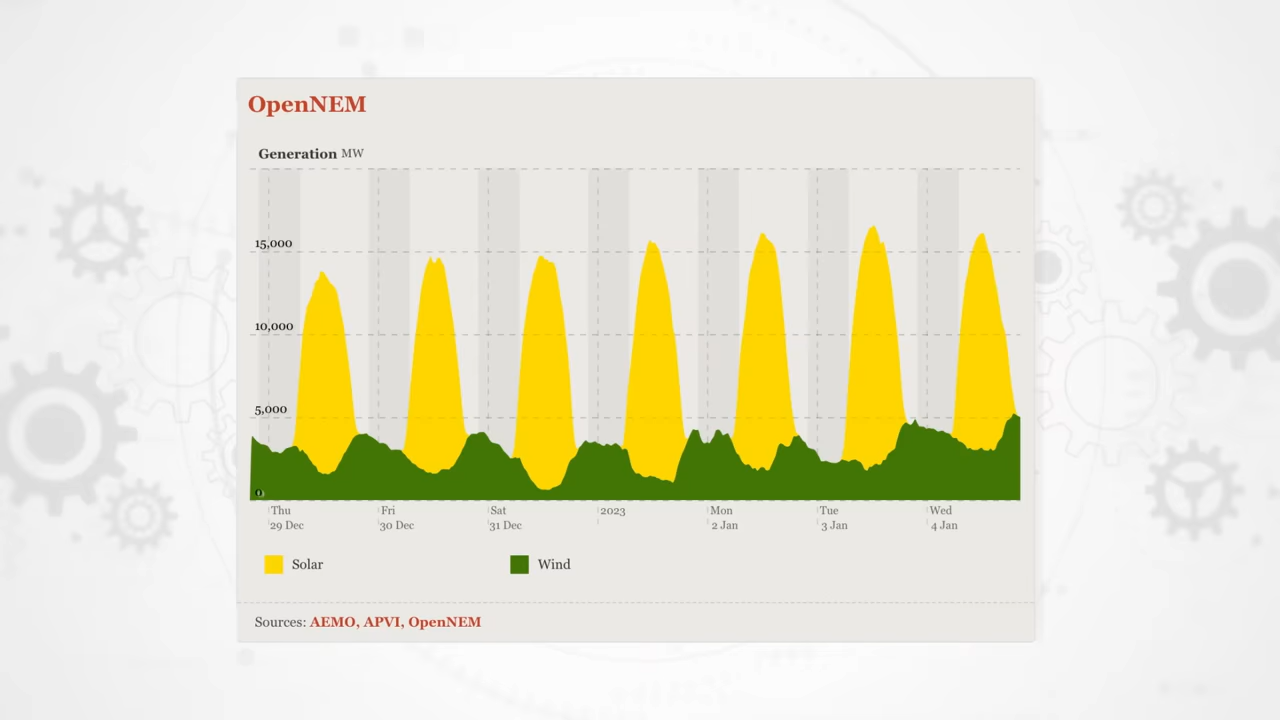 OpenNEM
Generation MW
15,000
10,000
5,000
0
Thu Fri Sat 2023 Mon Tue Wed
29 Dec 30 Dec 31 Dec 2 Jan 3 Jan 4 Jan
Solar Wind
Sources: AEMO, APVI, OpenNEM